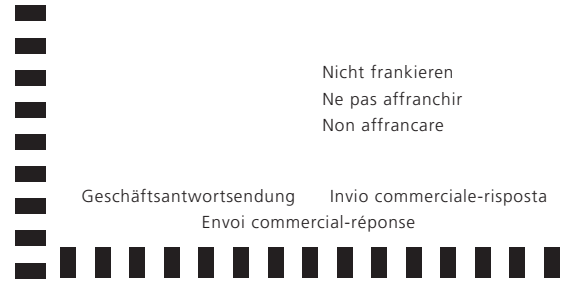 Nicht frankieren
Ne pas affranchir
Non affrancare
Geschäftsantwortsendung Invio commerciale-risposta
Envoi commercial-réponse